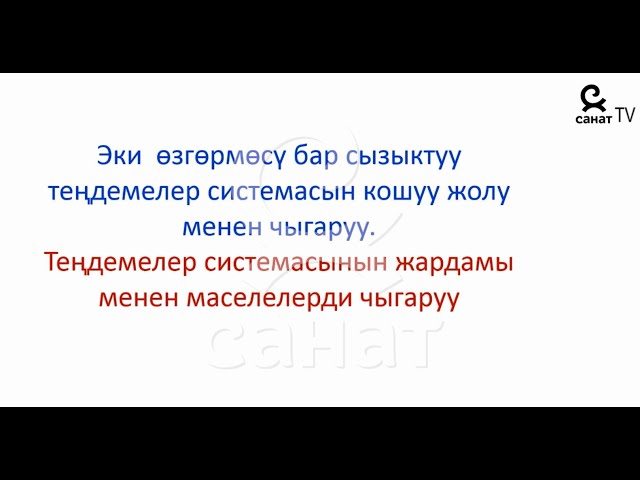 санат TV
Эки өзгөрмөсү бар сызыктуу
теңдемелер системасын кошуу жолу
менен чыгаруу.
Теңдемелер системасынын жардамы
менен маселелерди чыгаруу
санат